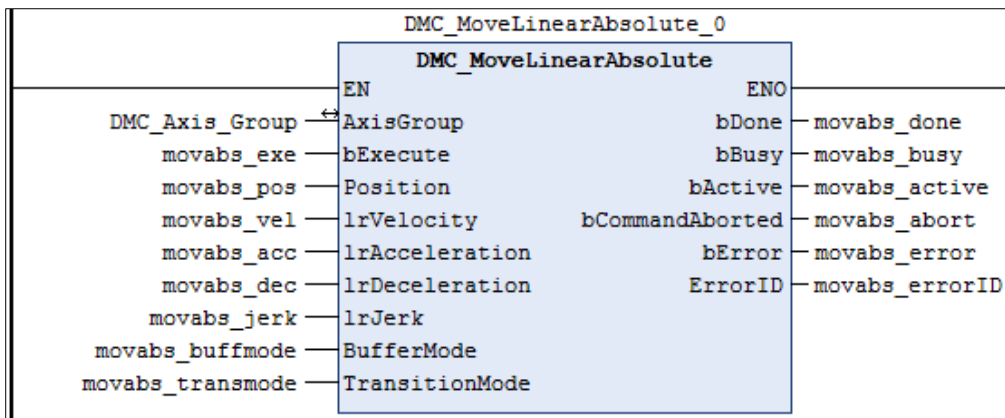 DMC_MoveLinearAbsolute_0
DMC_MoveLinearAbsolute
EN ENO
DMC_Axis_Group AxisGroup bDone movabs_done
movabs_exe bExecute bBusy movabs_busy
movabs_pos Position bActive movabs_active
movabs_vel lrVelocity bCommandAborted movabs_abort
movabs_acc lrAcceleration bError movabs_error
movabs_dec lrDeceleration ErrorID movabs_errorID
movabs_jerk lrJerk
movabs_buffmode BufferMode
movabs_transmode TransitionMode